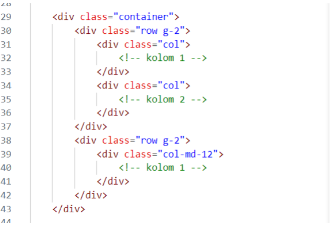 28
29 <div class="container">
30 <div class="row g-2">
31 <div class="col">
32 <!-- kolom 1 -->
33 </div>
34 <div class="col">
35 <!-- kolom 2 -->
36 </div>
37 </div>
38 <div class="row g-2">
39 <div class="col-md-12">
40 <!-- kolom 1 -->
41 </div>
42 </div>
43 </div>
44